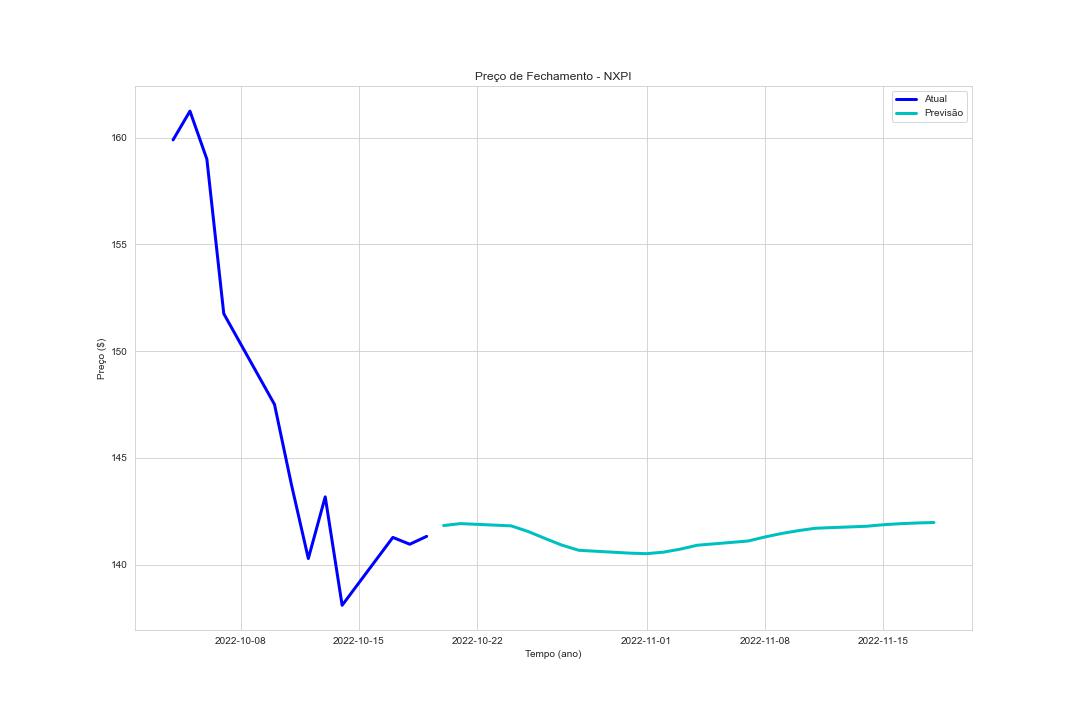 Preço de Fechamento - NXPI
Atual
Previsão
160
155
150
145
140
Preço ($)
2022-10-08
2022-10-15
2022-10-22
2022-11-01
2022-11-08
2022-11-15
Tempo (ano)